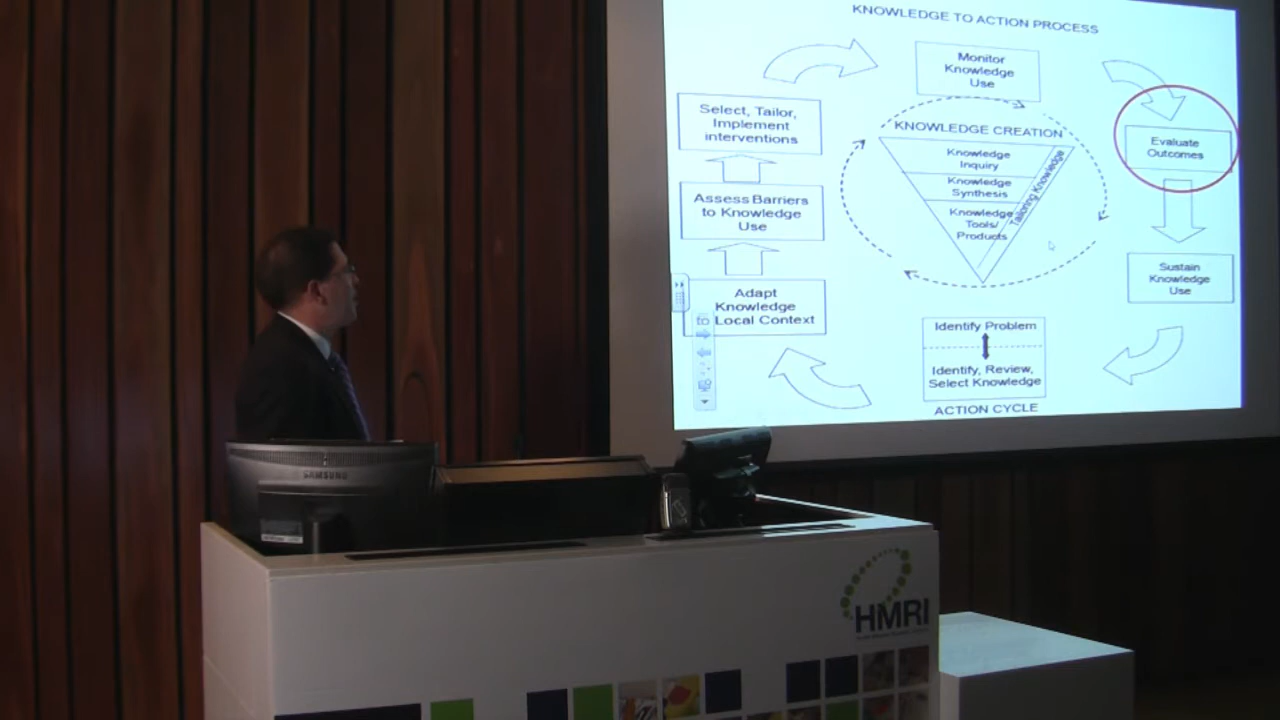 KNOWLEDGE TO ACTION PROCESS
Monitor
Knowledge
Use
Select, Tailor,
Implement
interventions
KNOWLEDGE CREATION
Evaluate
Outcomes
Knowledge
Inquiry
Knowledge
Synthesis
Knowledge
Tools/
Products
Tailoring Knowledge
Assess Barriers
to Knowledge
Use
Sustain
Knowledge
Use
Adapt
Knowledge
to Local Context
Identify Problem
Identify, Review,
Select Knowledge
ACTION CYCLE
SAMSUNG
HMRI